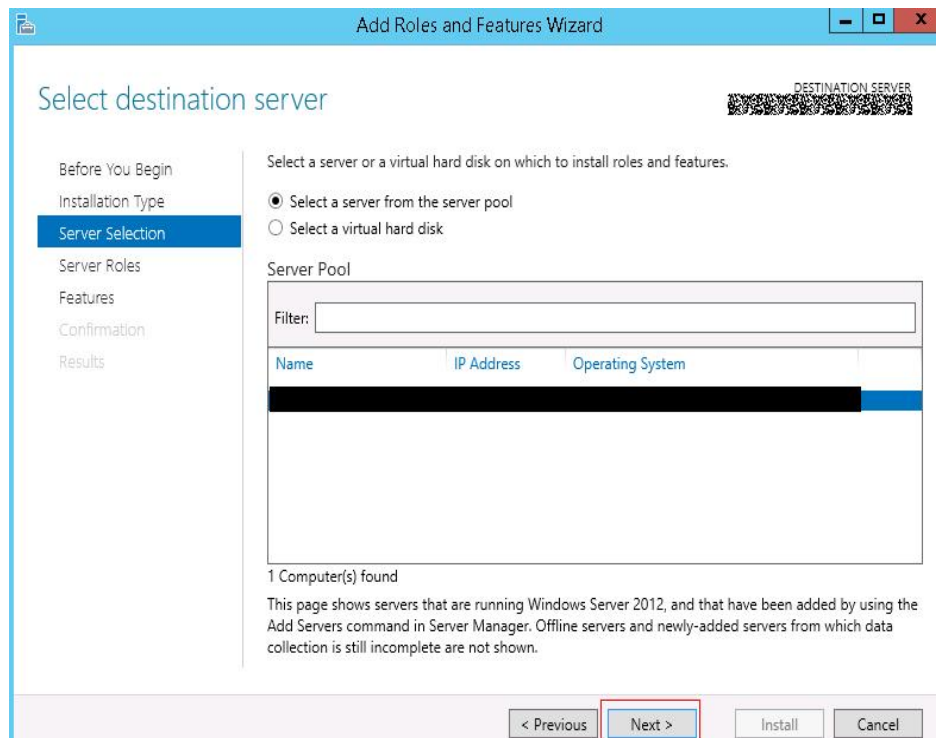 Add Roles and Features Wizard
Select destination server
DESTINATION SERVER
Before You Begin
Installation Type
Server Selection
Server Roles
Features
Confirmation
Results
Select a server or a virtual hard disk on which to install roles and features.
Select a server from the server pool
Select a virtual hard disk
Server Pool
Filter:
Name IP Address Operating System
1 Computer(s) found
This page shows servers that are running Windows Server 2012, and that have been added by using the
Add Servers command in Server Manager. Offline servers and newly-added servers from which data
collection is still incomplete are not shown.
< Previous Next > Install Cancel